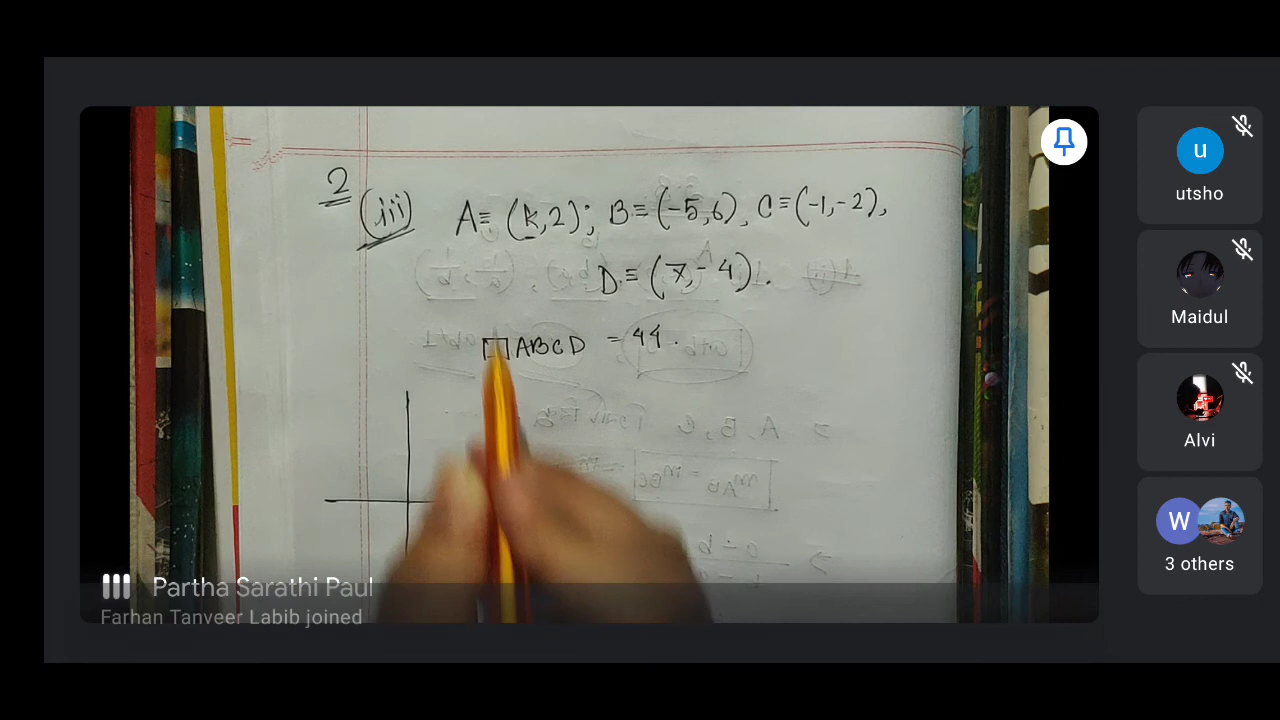 2
(iii) A≡ (k,2); B≡(-5,6), C≡(-1,-2),
D≡ (7,-4).
□ABCD = 44.
Partha Sarathi Paul
Farhan Tanveer Labib joined
u
utsho
Maidul
Alvi
W
3 others